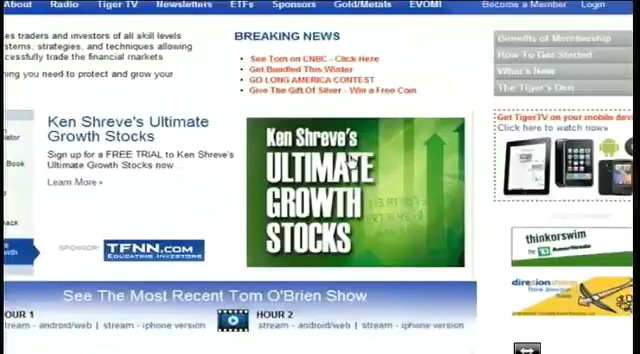 About Radio Tiger TV Newsletters ETFs Sponsors Gold/Metals EVOMI Become a Member Login
es traders and investors of all skill levels
stems, strategies, and techniques allowing
cessfully trade the financial markets
hing you need to protect and grow your
BREAKING NEWS
See Tom on CNBC - Click Here
Get Bundled This Winter
GO LONG AMERICA CONTEST
Give The Gift Of Silver - Win a Free Coin
Benefits of Membership
How To Get Started
What's New
The Tiger's Den
Get TigerTV on your mobile devi
Click here to watch now
Book
back
Ken Shreve's Ultimate
Growth Stocks
Sign up for a FREE TRIAL to Ken Shreve's
Ultimate Growth Stocks now
Learn More
SPONSOR:
TFNN.COM
EDUCATING INVESTORS
Ken Shreve's
ULTIMATE
GROWTH
STOCKS
thinkorswim
by TD Ameritrade
direxionshares
See The Most Recent Tom O'Brien Show
OUR 1
stream - android/web | stream - iphone version
HOUR 2
stream - android/web | stream - iphone version